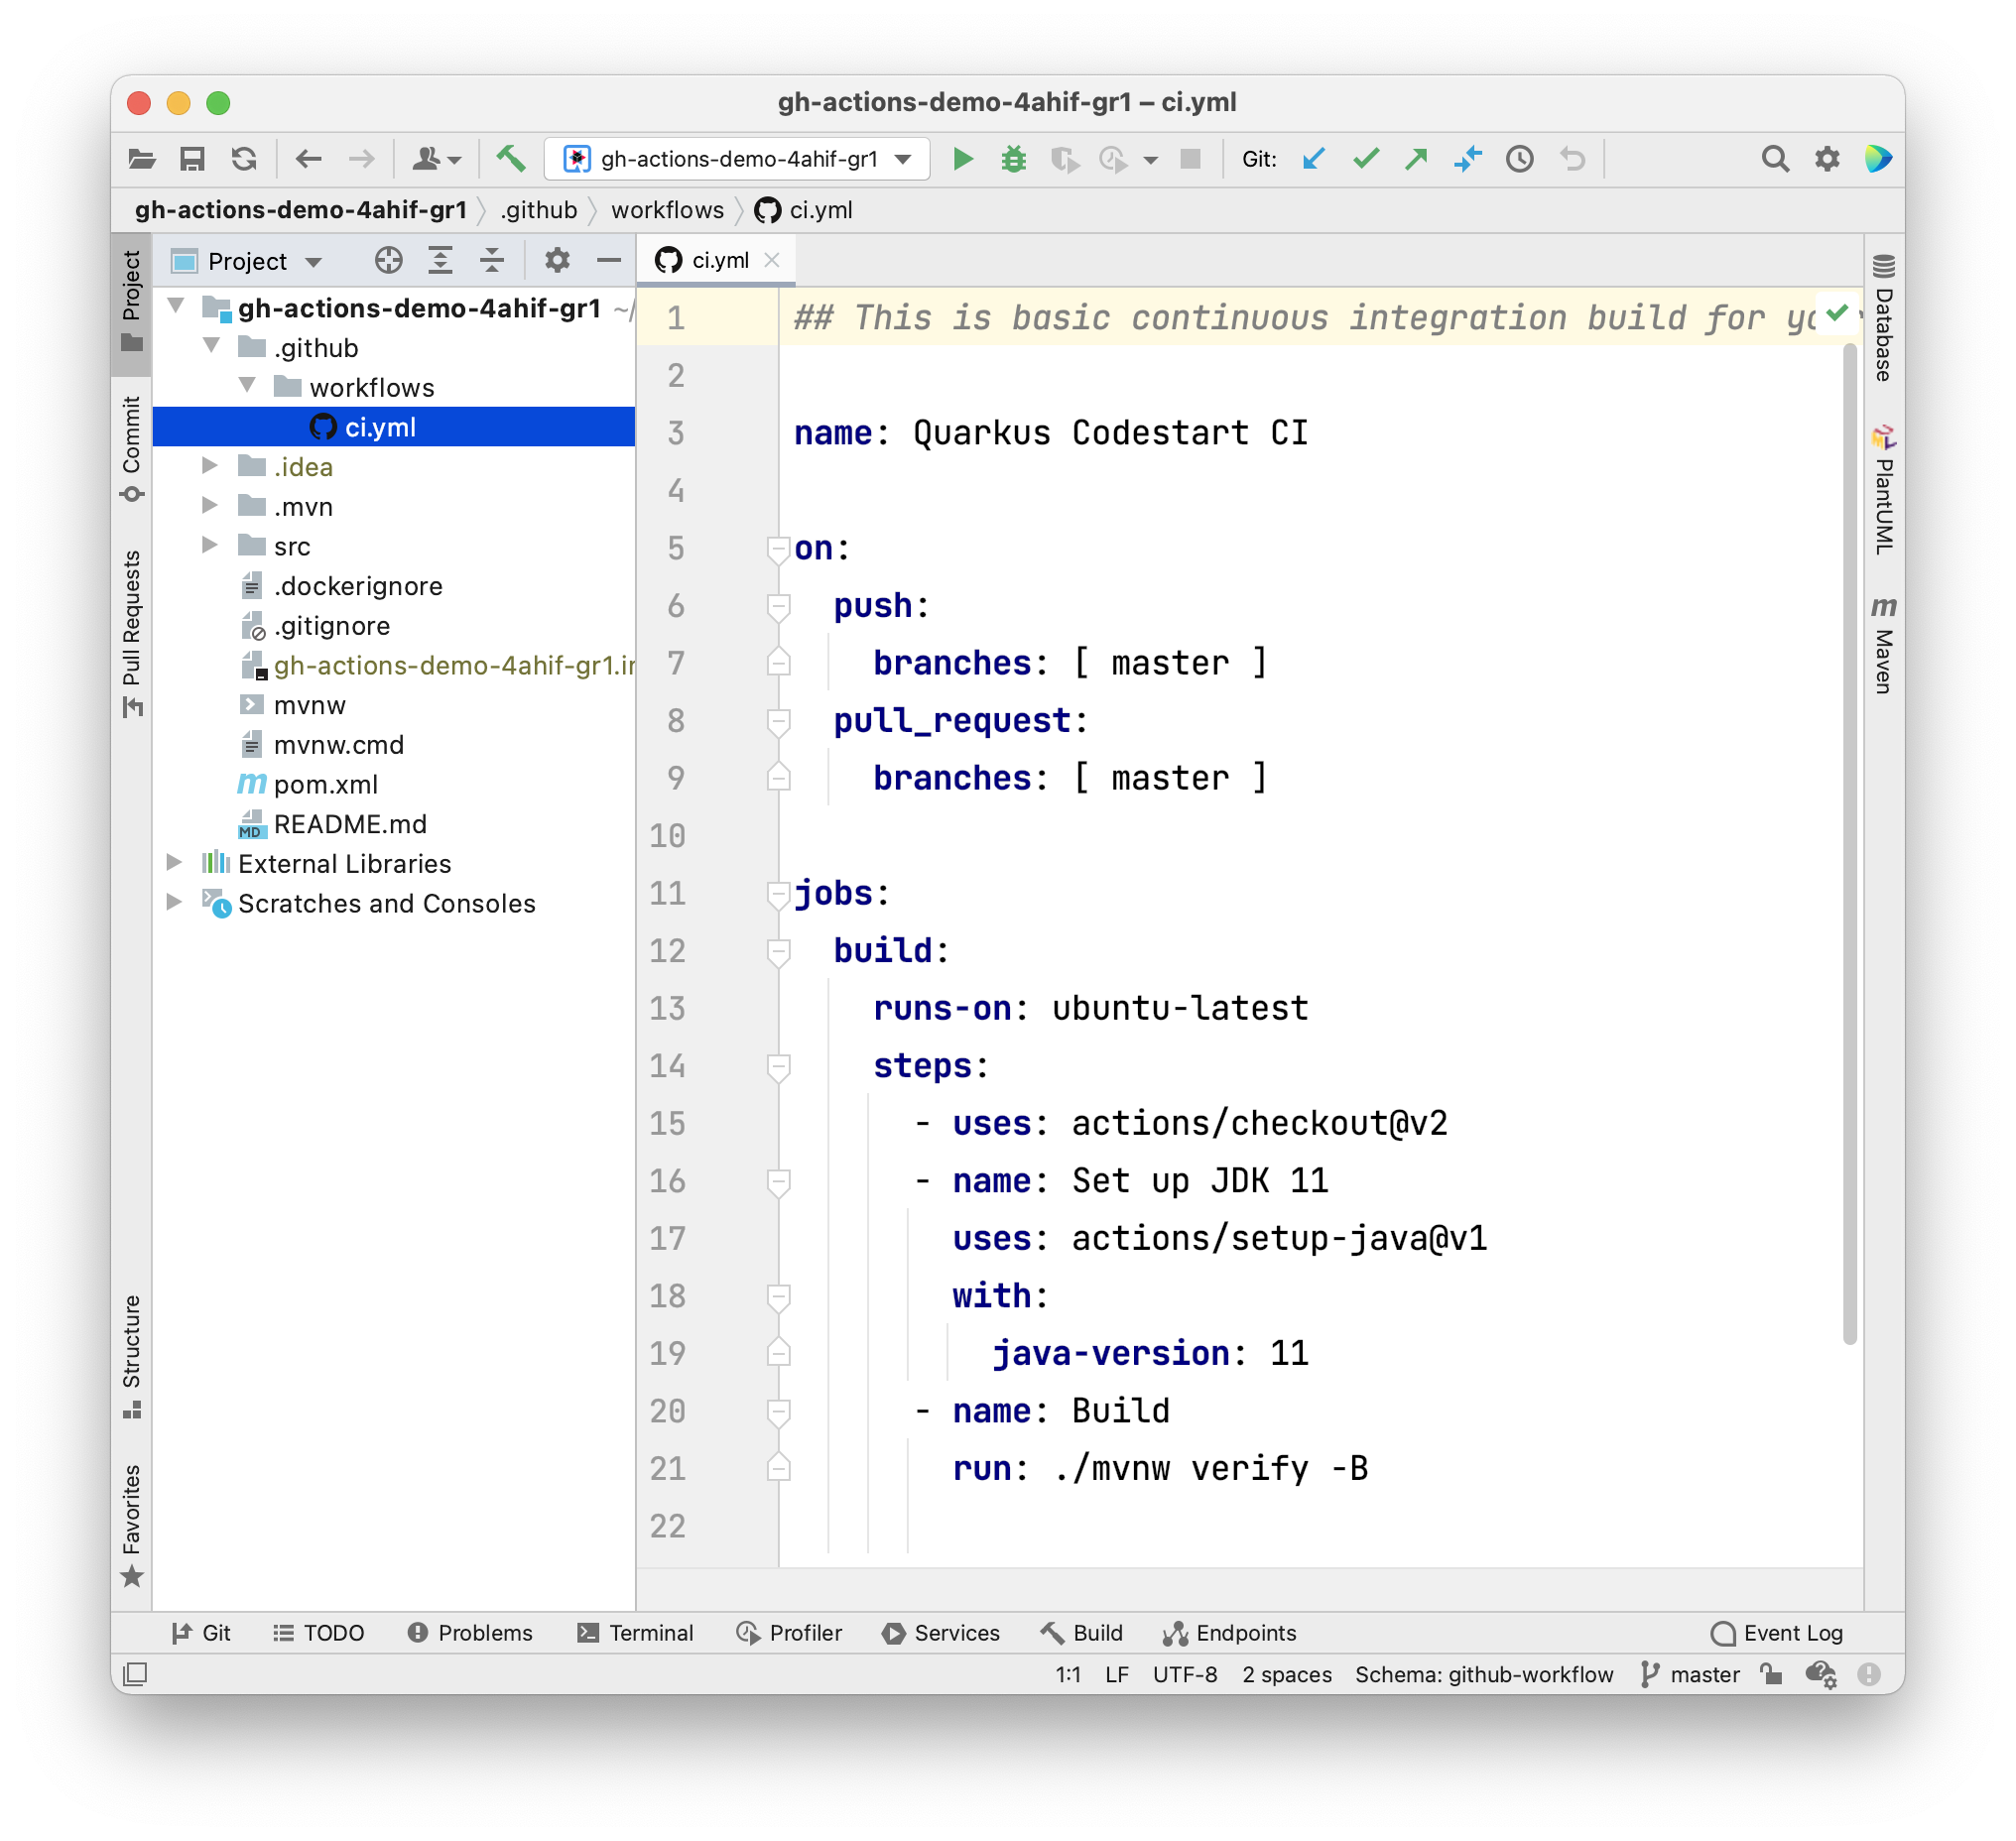 gh-actions-demo-4ahif-gr1 – ci.yml
gh-actions-demo-4ahif-gr1
Git:
gh-actions-demo-4ahif-gr1 .github workflows ci.yml
Project
Commit
Pull Requests
Structure
Favorites
Project
gh-actions-demo-4ahif-gr1 ~/
.github
workflows
ci.yml
.idea
.mvn
src
.dockerignore
.gitignore
gh-actions-demo-4ahif-gr1.i
mvnw
mvnw.cmd
pom.xml
MD README.md
External Libraries
Scratches and Consoles
ci.yml
1 ## This is basic continuous integration build for yo
2
3 name: Quarkus Codestart CI
4
5 on:
6 push:
7 branches: [ master ]
8 pull_request:
9 branches: [ master ]
10
11 jobs:
12 build:
13 runs-on: ubuntu-latest
14 steps:
15 - uses: actions/checkout@v2
16 - name: Set up JDK 11
17 uses: actions/setup-java@v1
18 with:
19 java-version: 11
20 - name: Build
21 run: ./mvnw verify -B
22
Database
PlantUML
Maven
Git TODO Problems Terminal Profiler Services Build Endpoints Event Log
1:1 LF UTF-8 2 spaces Schema: github-workflow master